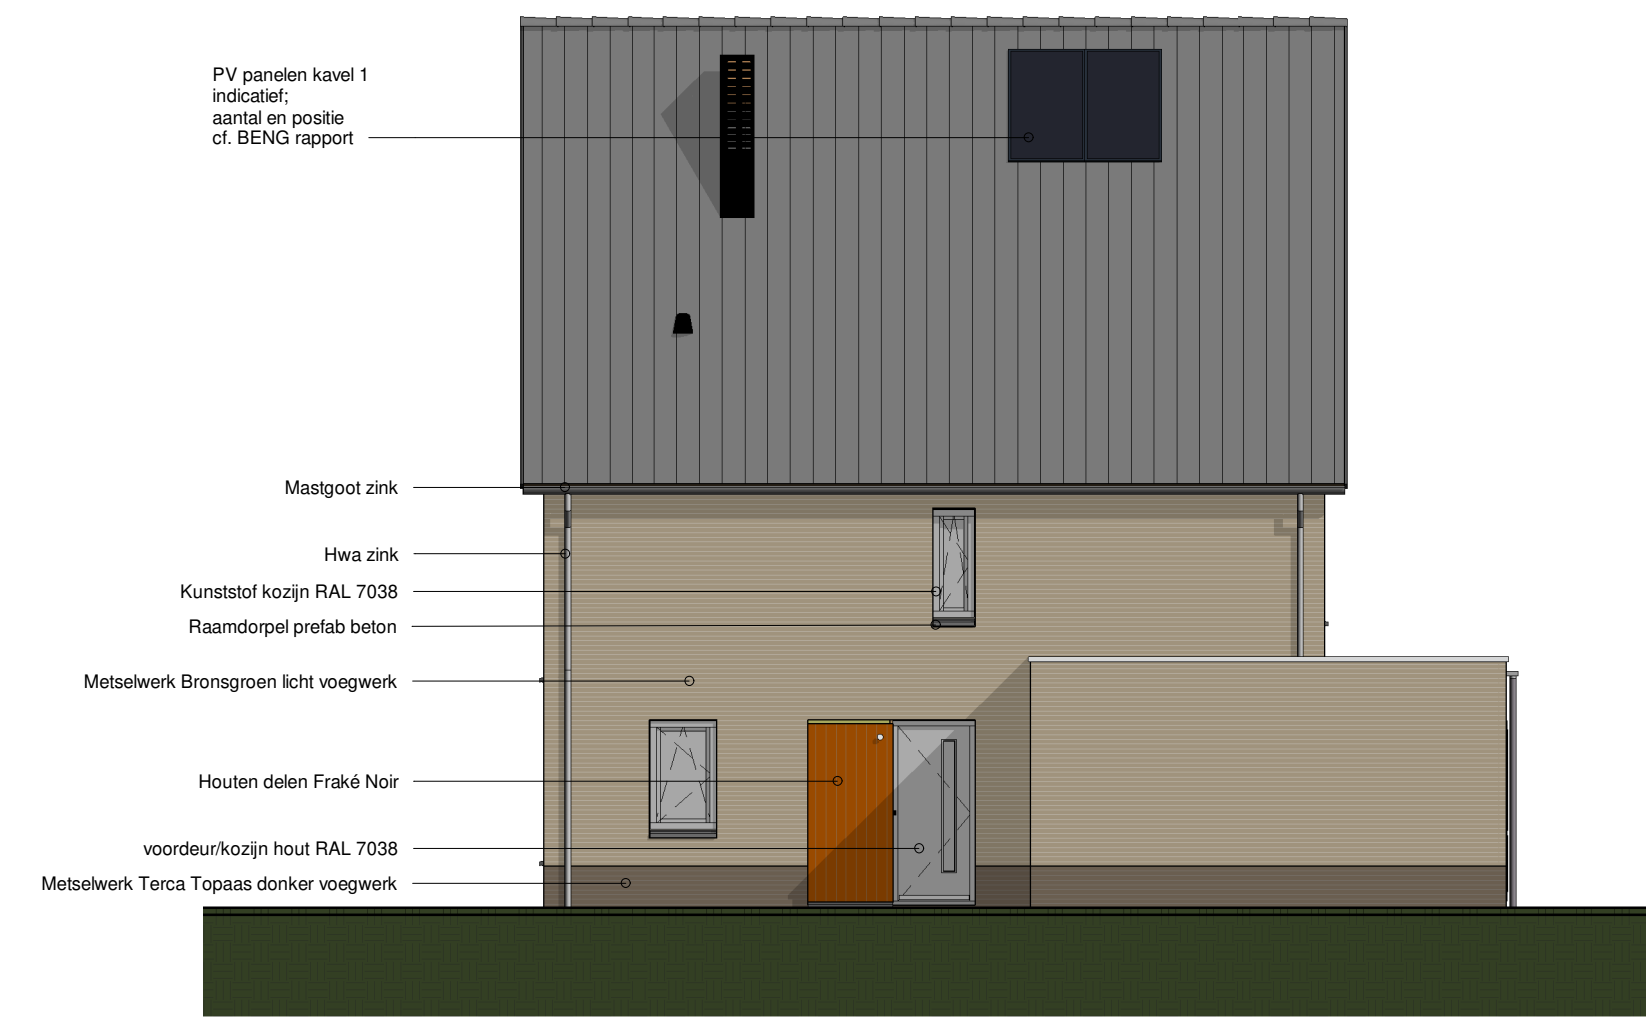 PV panelen kavel 1
indicatief;
aantal en positie
cf. BENG rapport
Mastgoot zink
Hwa zink
Kunststof kozijn RAL 7038
Raamdorpel prefab beton
Metselwerk Bronsgroen licht voegwerk
Houten delen Fraké Noir
voordeur/kozijn hout RAL 7038
Metselwerk Terca Topaas donker voegwerk